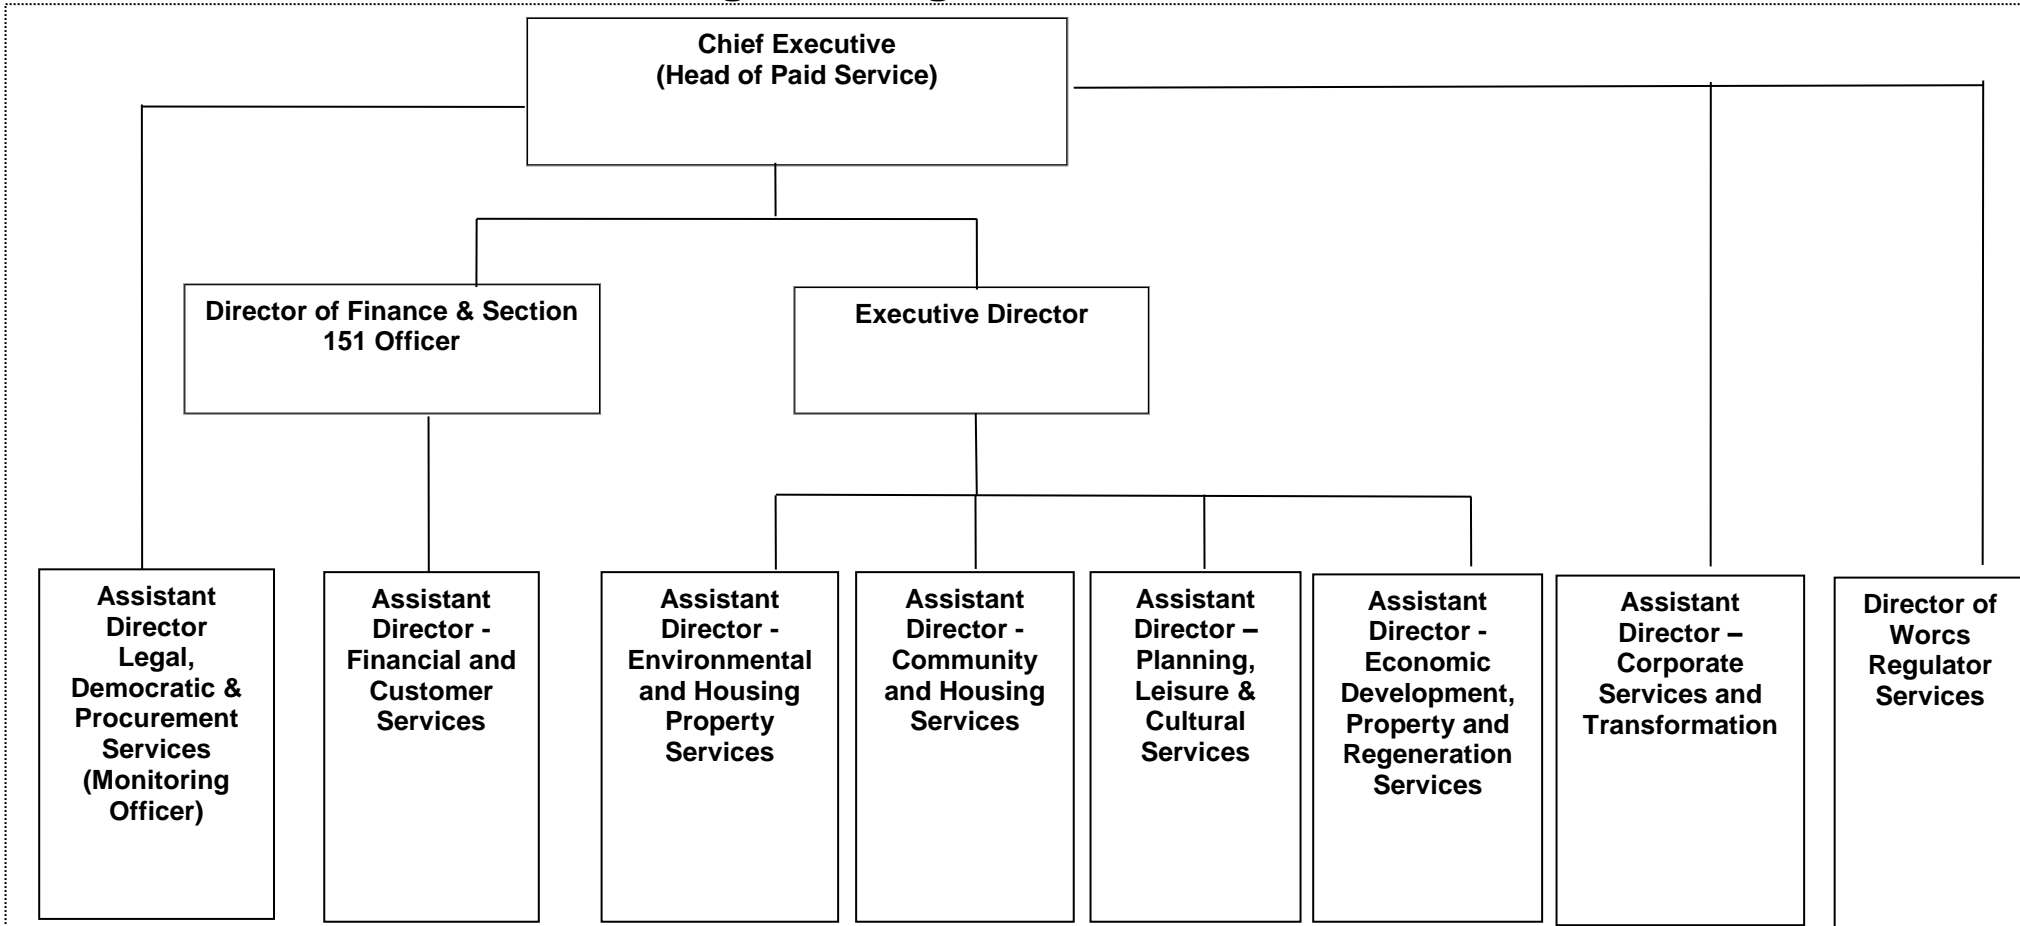 Chief Executive
(Head of Paid Service)
Director of Finance & Section
151 Officer
Executive Director
Assistant
Director
Legal,
Democratic &
Procurement
Services
(Monitoring
Officer)
Assistant
Director -
Financial and
Customer
Services
Assistant
Director -
Environmental
and Housing
Property
Services
Assistant
Director -
Community
and Housing
Services
Assistant
Director –
Planning,
Leisure &
Cultural
Services
Assistant
Director -
Economic
Development,
Property and
Regeneration
Services
Assistant
Director –
Corporate
Services and
Transformation
Director of
Worcs
Regulator
Services